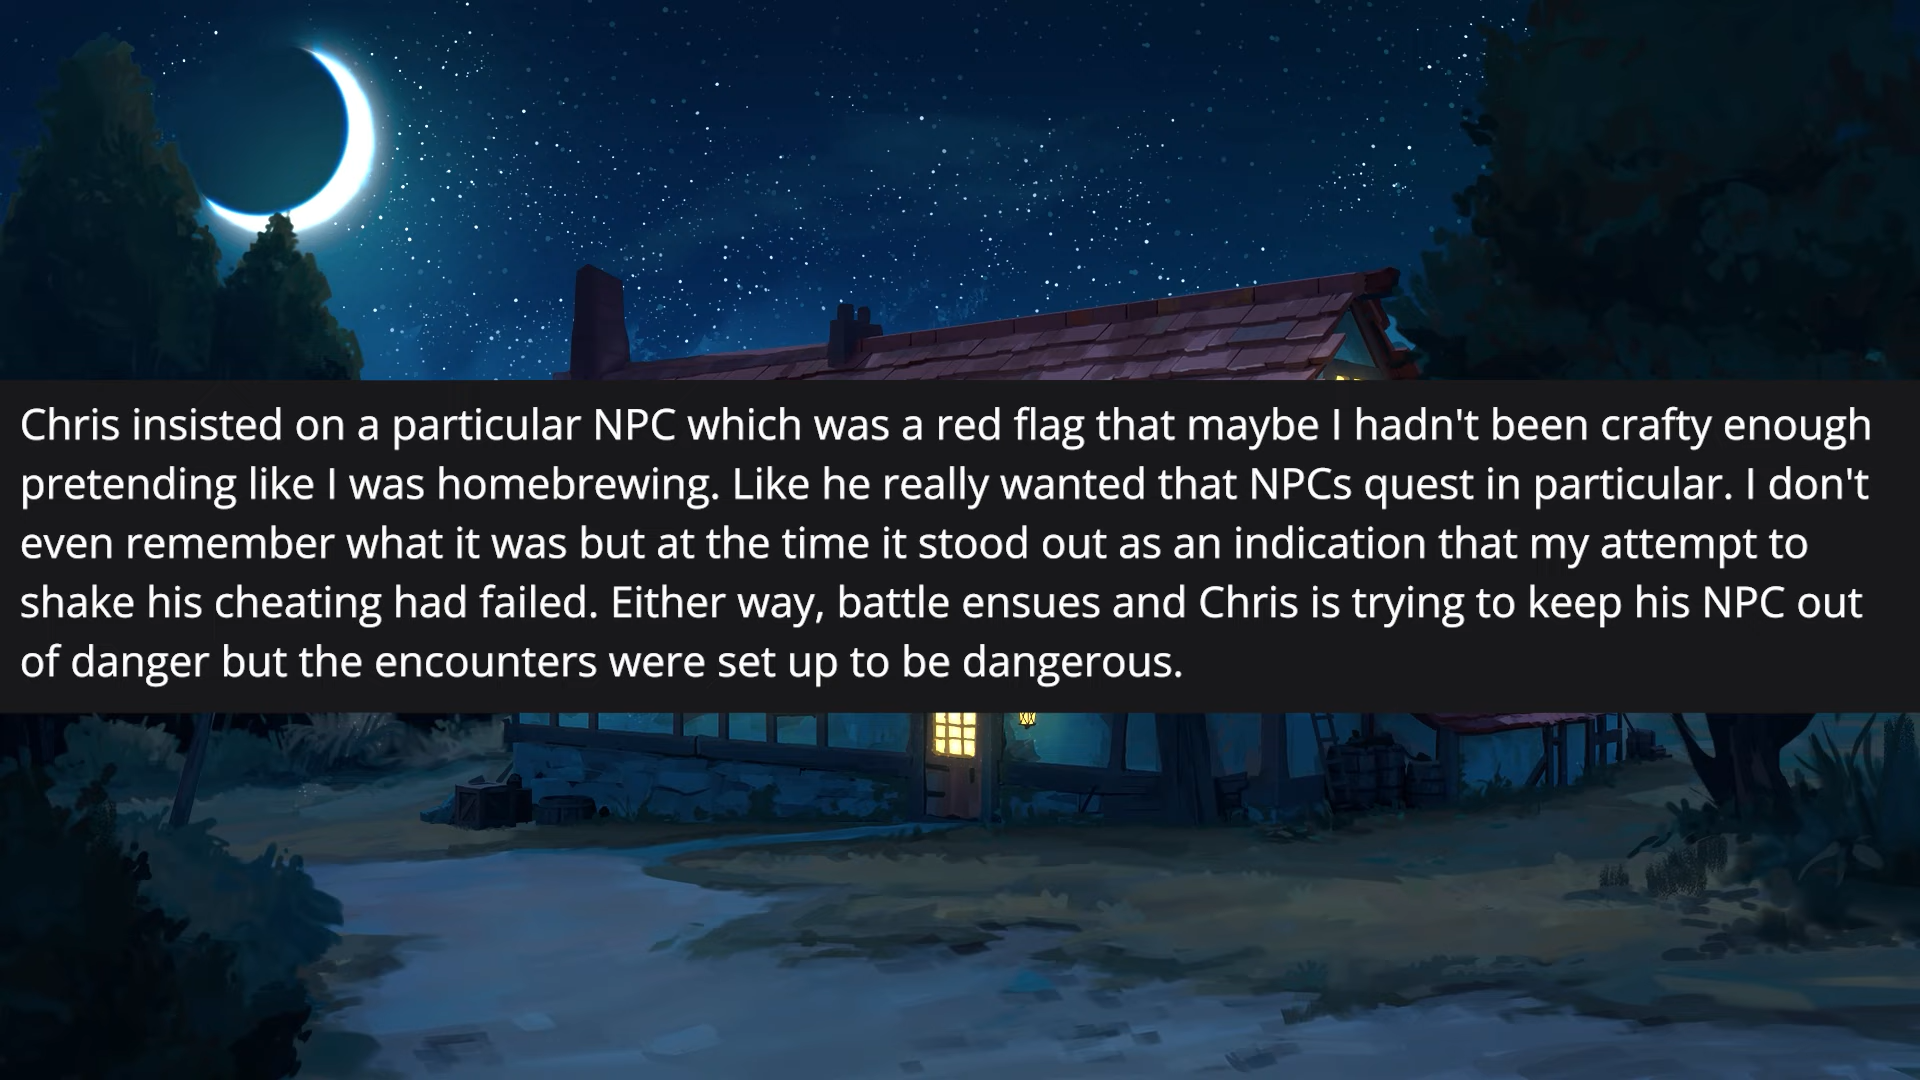 Chris insisted on a particular NPC which was a red flag that maybe I hadn't been crafty enough
pretending like I was homebrewing. Like he really wanted that NPCs quest in particular. I don't
even remember what it was but at the time it stood out as an indication that my attempt to
shake his cheating had failed. Either way, battle ensues and Chris is trying to keep his NPC out
of danger but the encounters were set up to be dangerous.